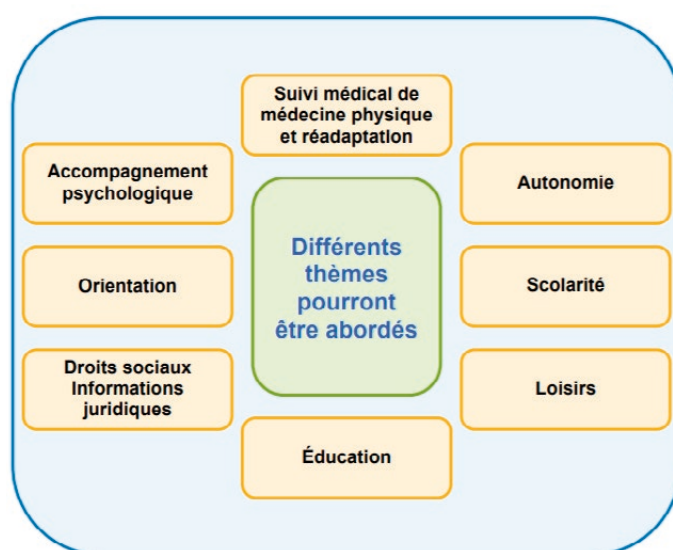 Suivi médical de
médecine physique
et réadaptation
Accompagnement
psychologique
Autonomie
Différents
thèmes
pourront
être abordés
Orientation
Scolarité
Droits sociaux
Informations
juridiques
Loisirs
Éducation